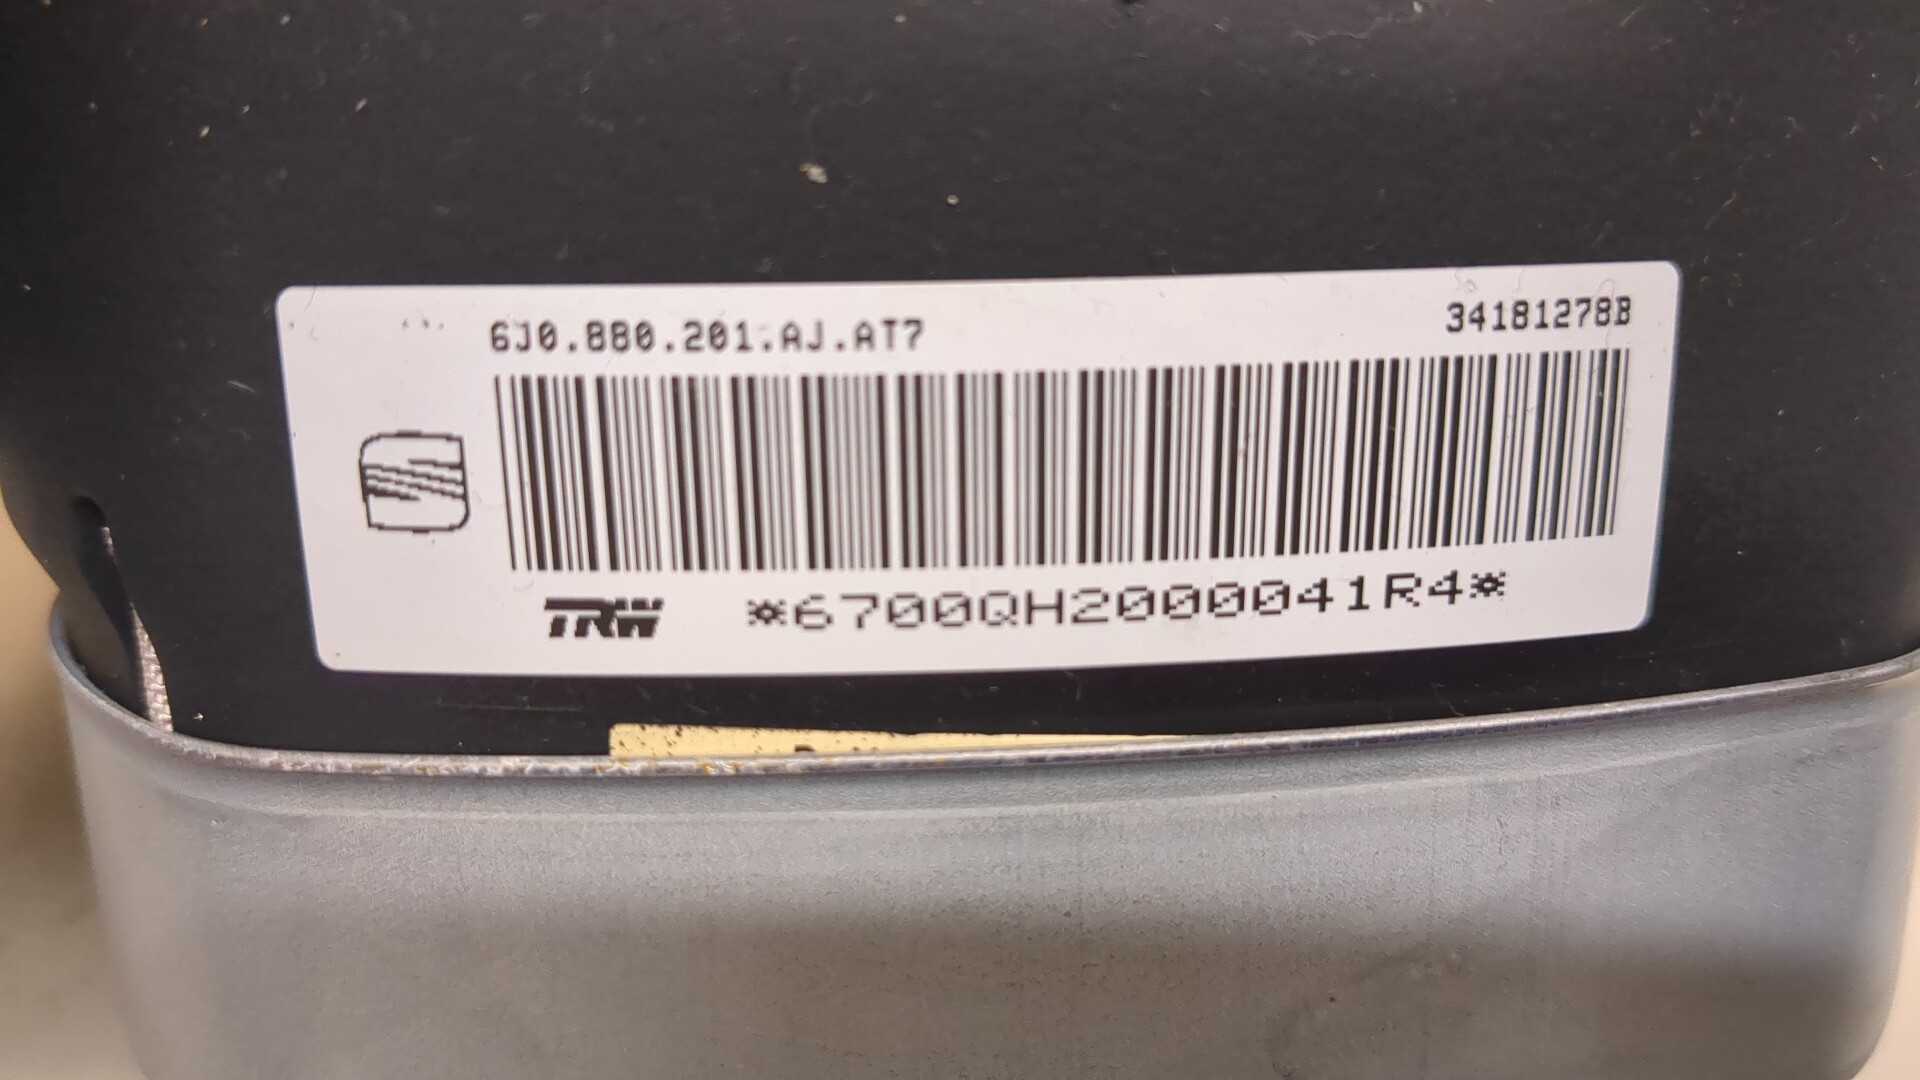 6J0.880.201.AJ.AT7
34181278B
TRW
*6700QH2000041R4*